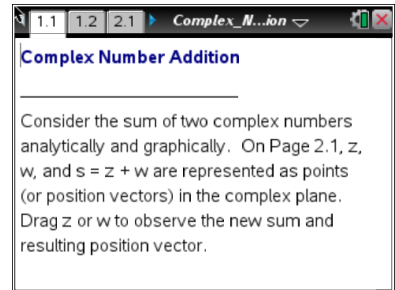 1.1 1.2 2.1 Complex_N...ion
Complex Number Addition
Consider the sum of two complex numbers
analytically and graphically. On Page 2.1, z,
w, and s = z + w are represented as points
(or position vectors) in the complex plane.
Drag z or w to observe the new sum and
resulting position vector.